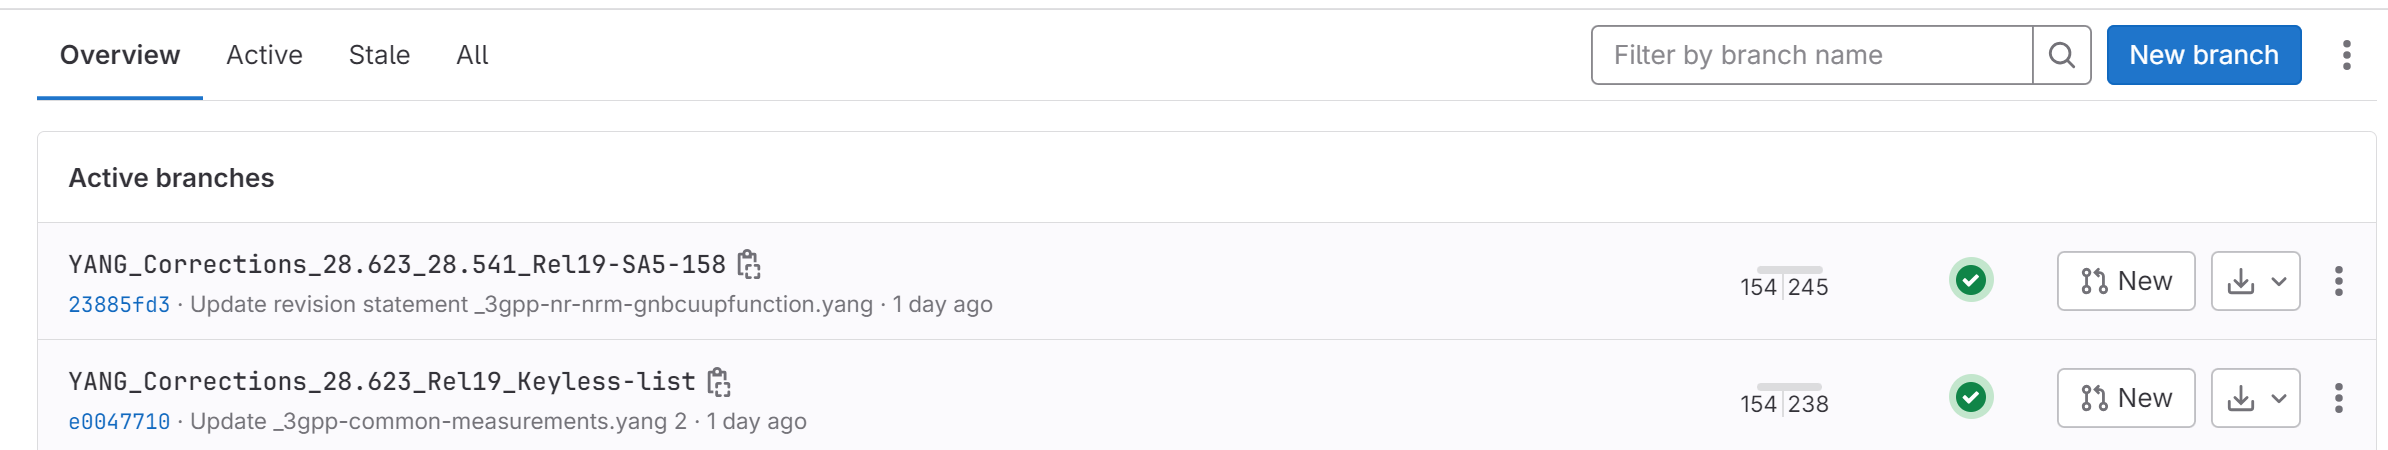 Overview Active Stale All Filter by branch name New branch
Active branches
YANG_Corrections_28.623_28.541_Rel19-SA5-158
154 245 New
23885fd3 · Update revision statement _3gpp-nr-nrm-gnbcuupfunction.yang · 1 day ago
YANG_Corrections_28.623_Rel19_Keyless-list
154 238 New
e0047710 · Update _3gpp-common-measurements.yang 2 · 1 day ago